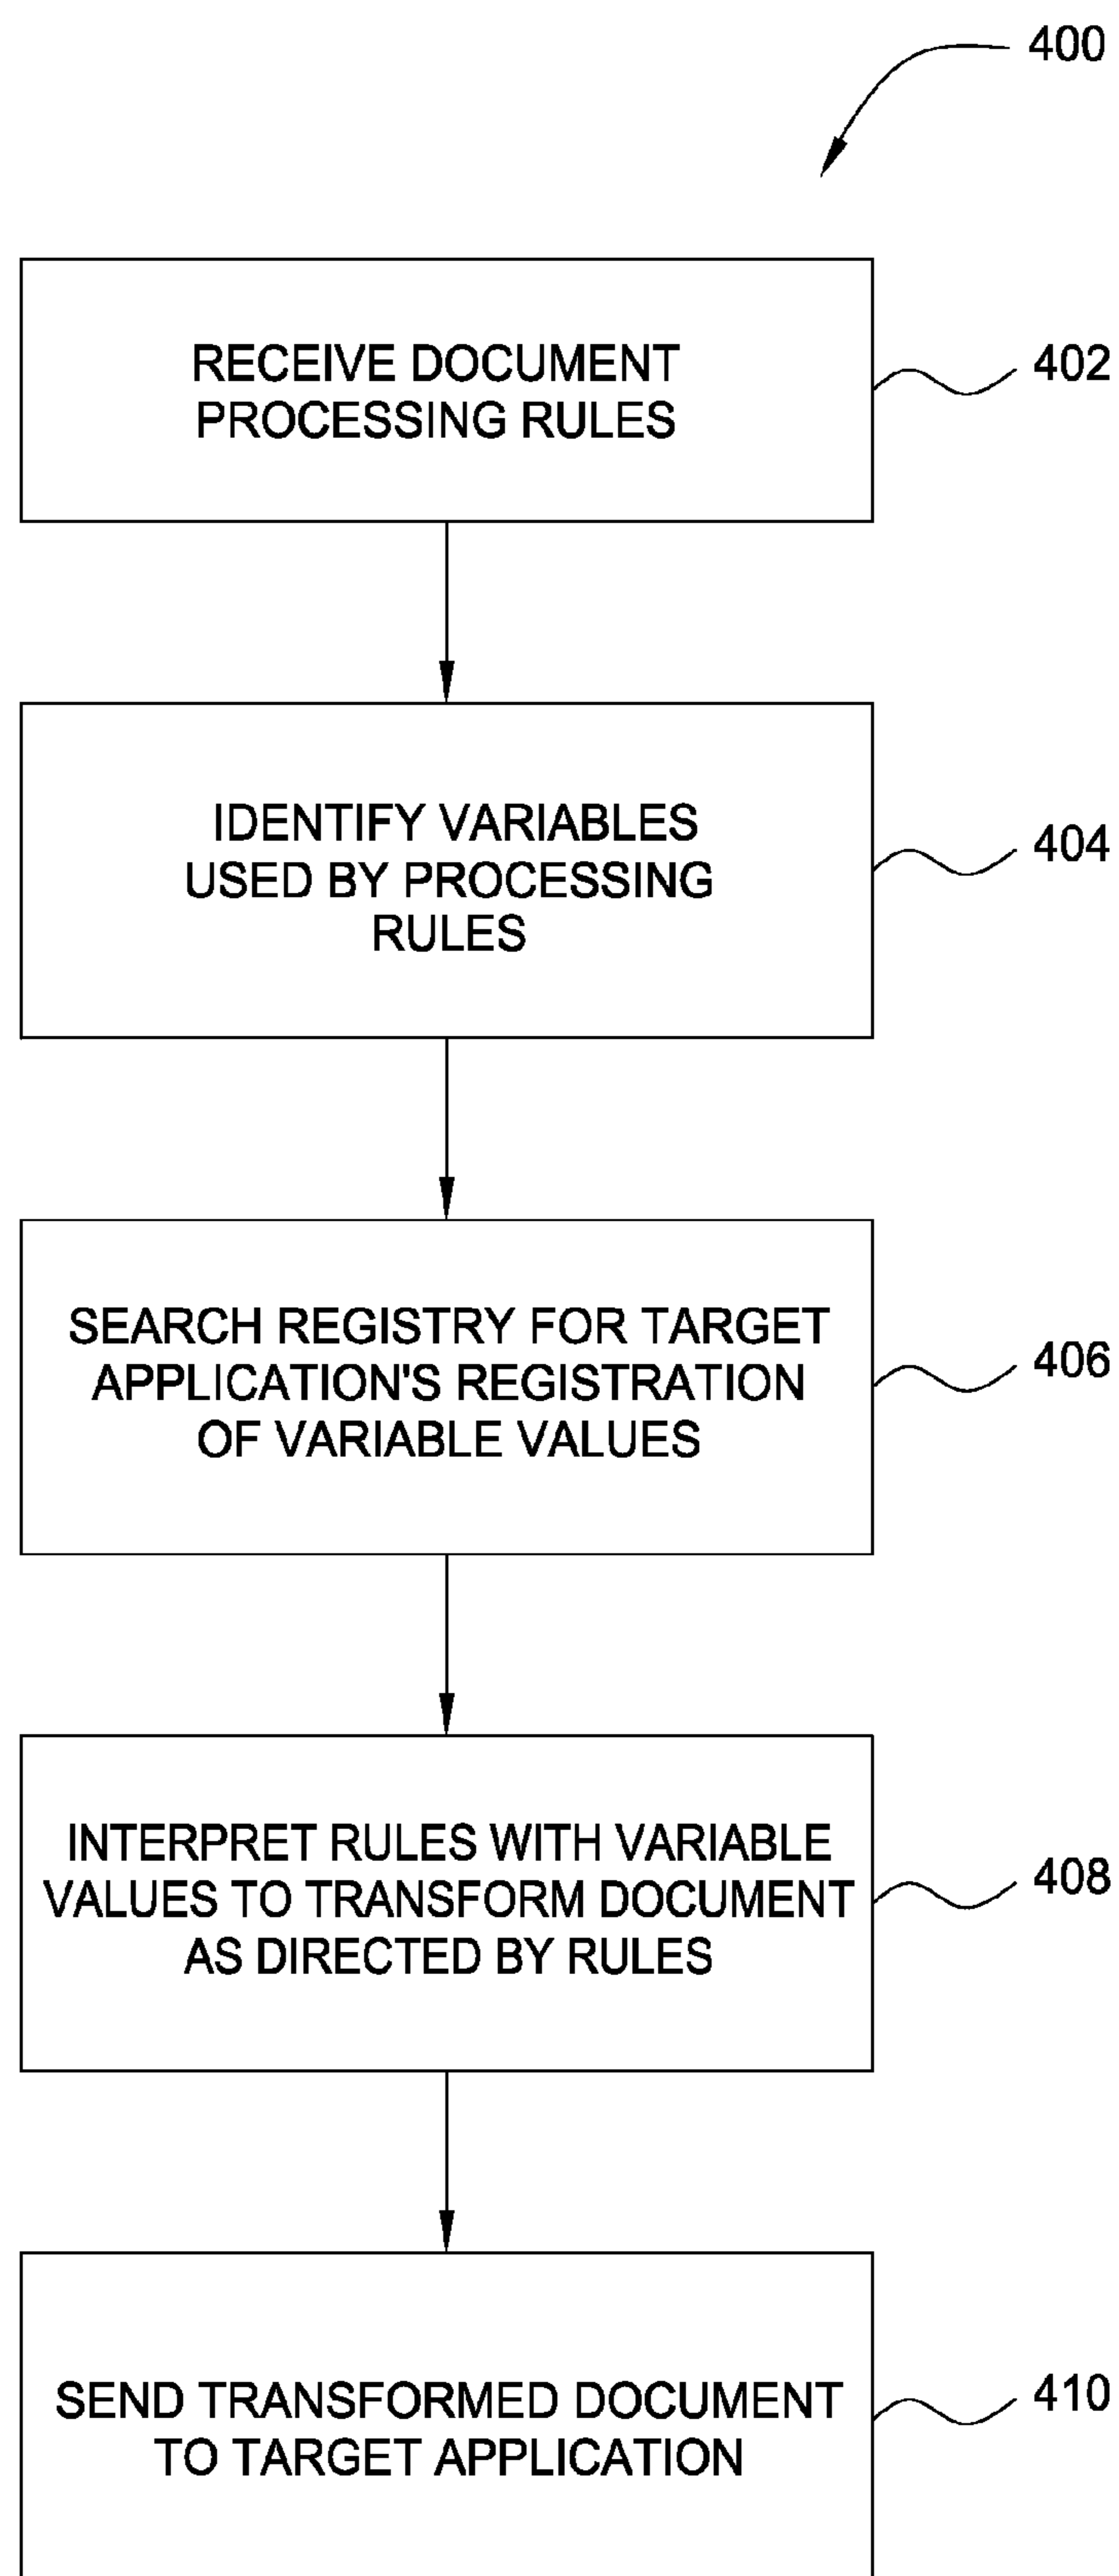 400
RECEIVE DOCUMENT
PROCESSING RULES
402
IDENTIFY VARIABLES
USED BY PROCESSING
RULES
404
SEARCH REGISTRY FOR TARGET
APPLICATION'S REGISTRATION
OF VARIABLE VALUES
406
INTERPRET RULES WITH VARIABLE
VALUES TO TRANSFORM DOCUMENT
AS DIRECTED BY RULES
408
SEND TRANSFORMED DOCUMENT
TO TARGET APPLICATION
410